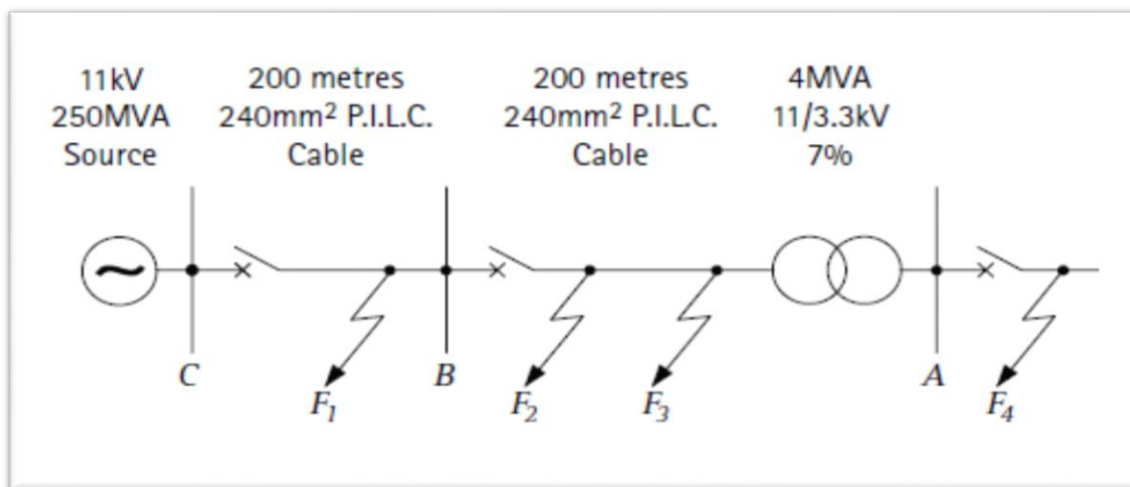 11kV
250MVA
Source
200 metres
240mm² P.I.L.C.
Cable
200 metres
240mm² P.I.L.C.
Cable
4MVA
11/3.3kV
7%
C
F₁
B
F₂
F₃
A
F₄